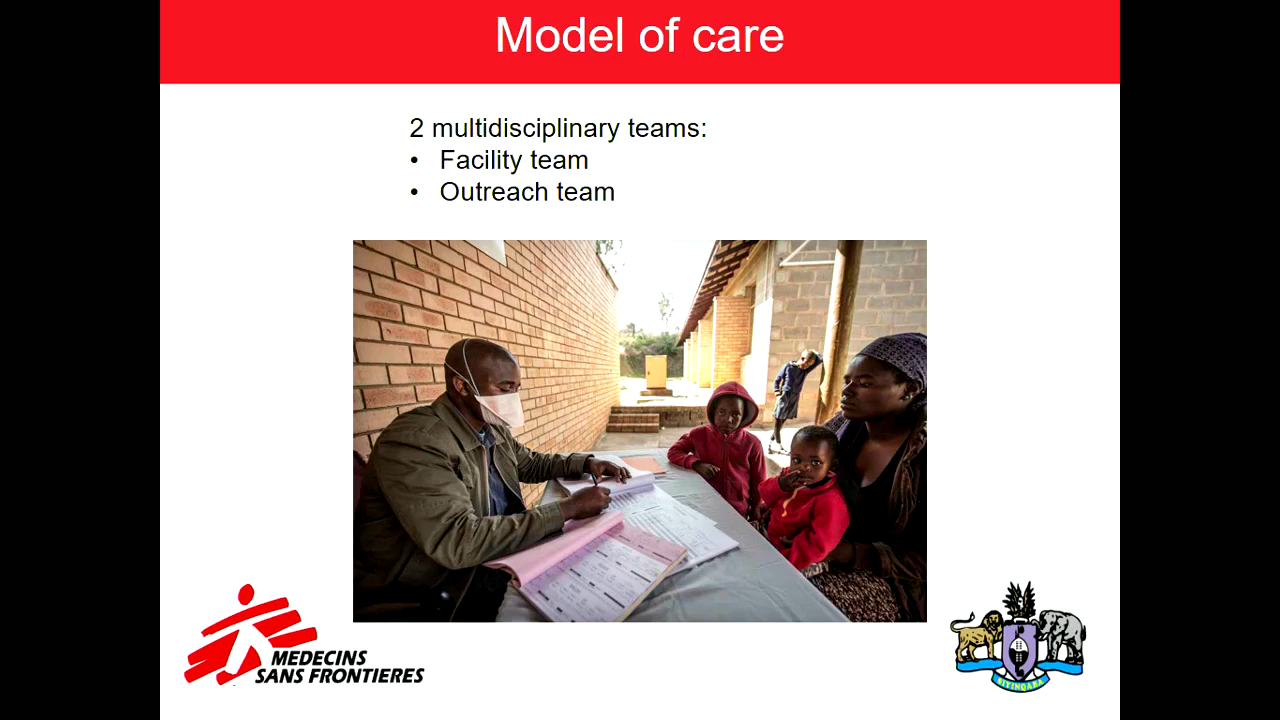 Model of care
2 multidisciplinary teams:
• Facility team
• Outreach team
MEDECINS
SANS FRONTIERES
SIYINQABA